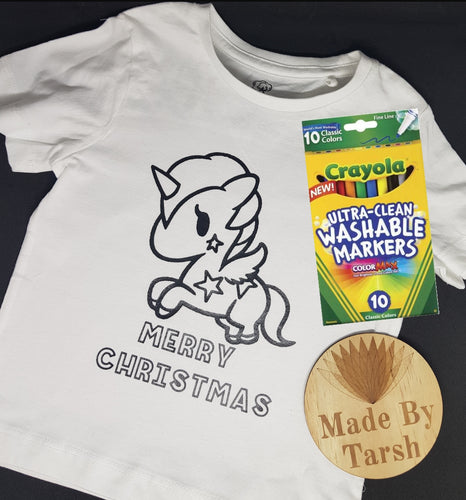 Fine Line
10 Classic
Colors
Crayola
NEW!
ULTRA-CLEAN
WASHABLE
MARKERS
COLORMAX
10
Classic Colors
MERRY
CHRISTMAS
Made By
Tarsh